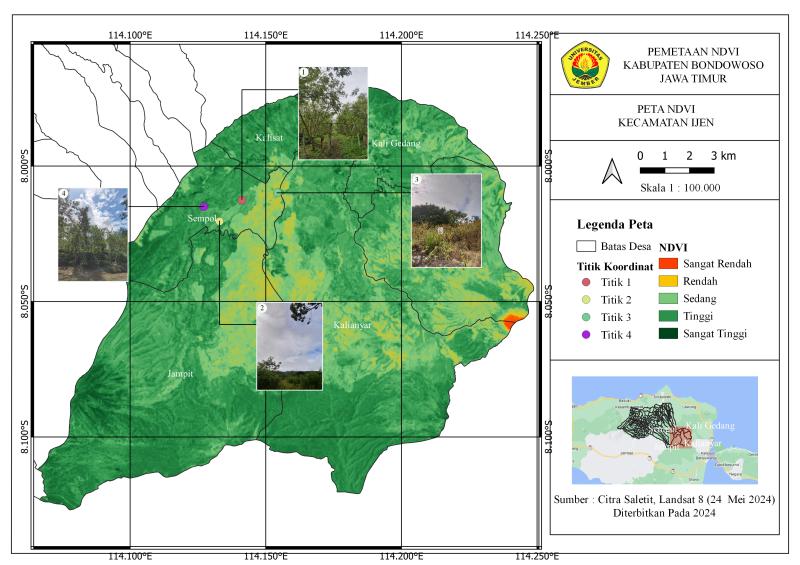 114.100°E 114.150°E 114.200°E 114.250°E
8.000°S
8.050°S
8.100°S
8.000°S
8.050°S
8.100°S
114.100°E 114.150°E 114.200°E 114.250°E
1
Kalisat
Kali Gedang
4
3
Sempol
2
Kalianyar
Jampit
UNIVERSITAS
JEMBER
PEMETAAN NDVI
KABUPATEN BONDOWOSO
JAWA TIMUR
PETA NDVI
KECAMATAN IJEN
0 1 2 3 km
Skala 1 : 100.000
Legenda Peta
Batas Desa
Titik Koordinat
Titik 1
Titik 2
Titik 3
Titik 4
NDVI
Sangat Rendah
Rendah
Sedang
Tinggi
Sangat Tinggi
Kali Gedang
Kalianyar
Sumber : Citra Saletit, Landsat 8 (24 Mei 2024)
Diterbitkan Pada 2024